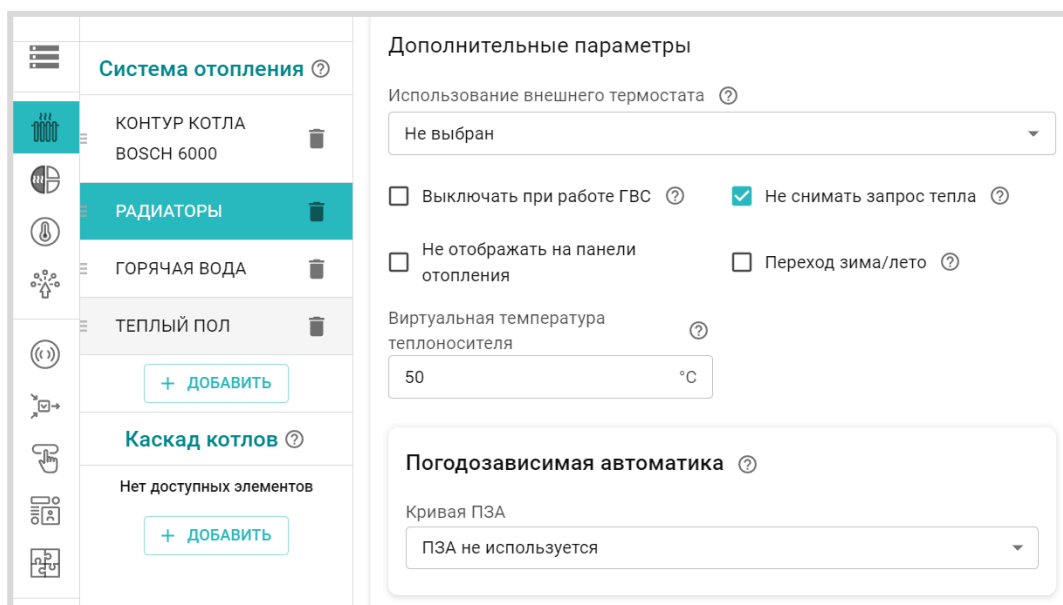 Система отопления
КОНТУР КОТЛА
BOSCH 6000
РАДИАТОРЫ
ГОРЯЧАЯ ВОДА
ТЕПЛЫЙ ПОЛ
+ ДОБАВИТЬ
Каскад котлов
Нет доступных элементов
+ ДОБАВИТЬ
Дополнительные параметры
Использование внешнего термостата
Не выбран
Выключать при работе ГВС
Не снимать запрос тепла
Не отображать на панели
отопления
Переход зима/лето
Виртуальная температура
теплоносителя
50 °C
Погодозависимая автоматика
Кривая ПЗА
ПЗА не используется